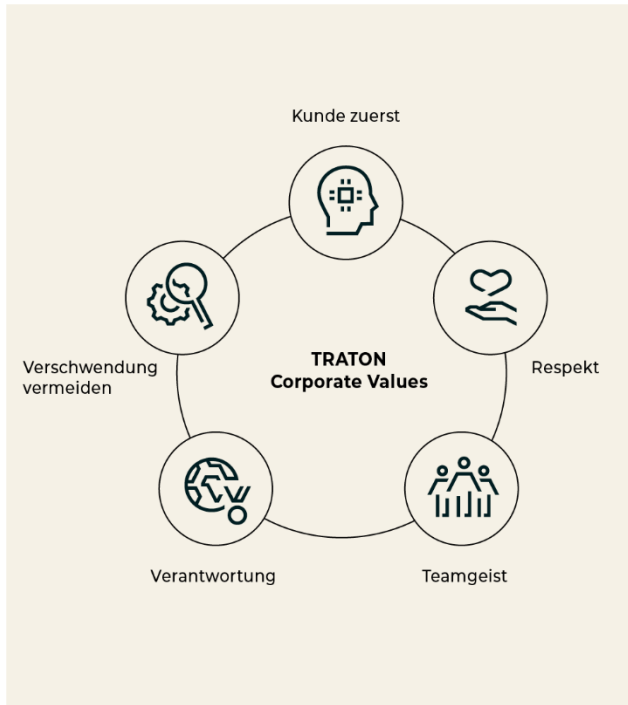 Kunde zuerst
Respekt
TRATON
Corporate Values
Verschwendung
vermeiden
Verantwortung
Teamgeist